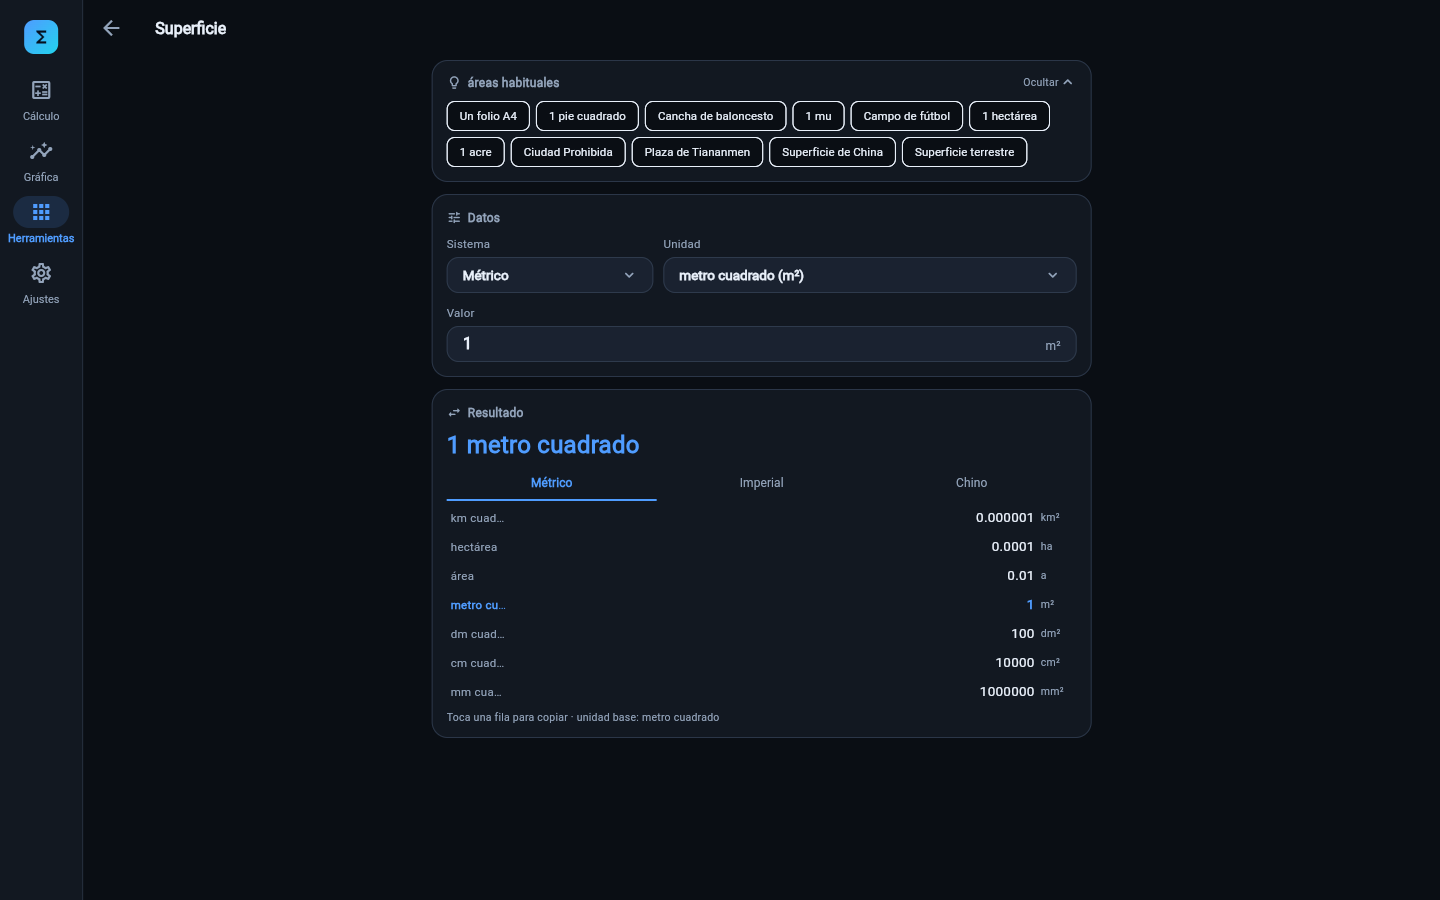 Σ
Superficie
Cálculo
Gráfica
Herramientas
Ajustes
áreas habituales
Ocultar
Un folio A4
1 pie cuadrado
Cancha de baloncesto
1 mu
Campo de fútbol
1 hectárea
1 acre
Ciudad Prohibida
Plaza de Tiananmen
Superficie de China
Superficie terrestre
Datos
Sistema
Unidad
Métrico
metro cuadrado (m²)
Valor
1 m²
Resultado
1 metro cuadrado
Métrico Imperial Chino
km cuad… 0.000001 km²
hectárea 0.0001 ha
área 0.01 a
metro cu… 1 m²
dm cuad… 100 dm²
cm cuad… 10000 cm²
mm cua… 1000000 mm²
Toca una fila para copiar · unidad base: metro cuadrado